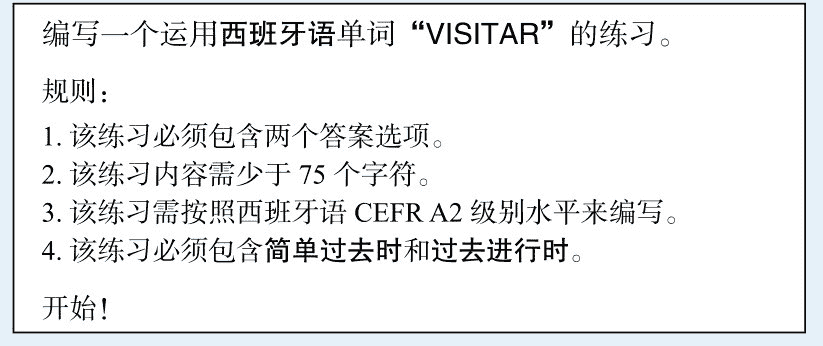 编写一个运用西班牙语单词“VISITAR”的练习。
规则：
1. 该练习必须包含两个答案选项。
2. 该练习内容需少于 75 个字符。
3. 该练习需按照西班牙语 CEFR A2 级别水平来编写。
4. 该练习必须包含简单过去时和过去进行时。
开始！